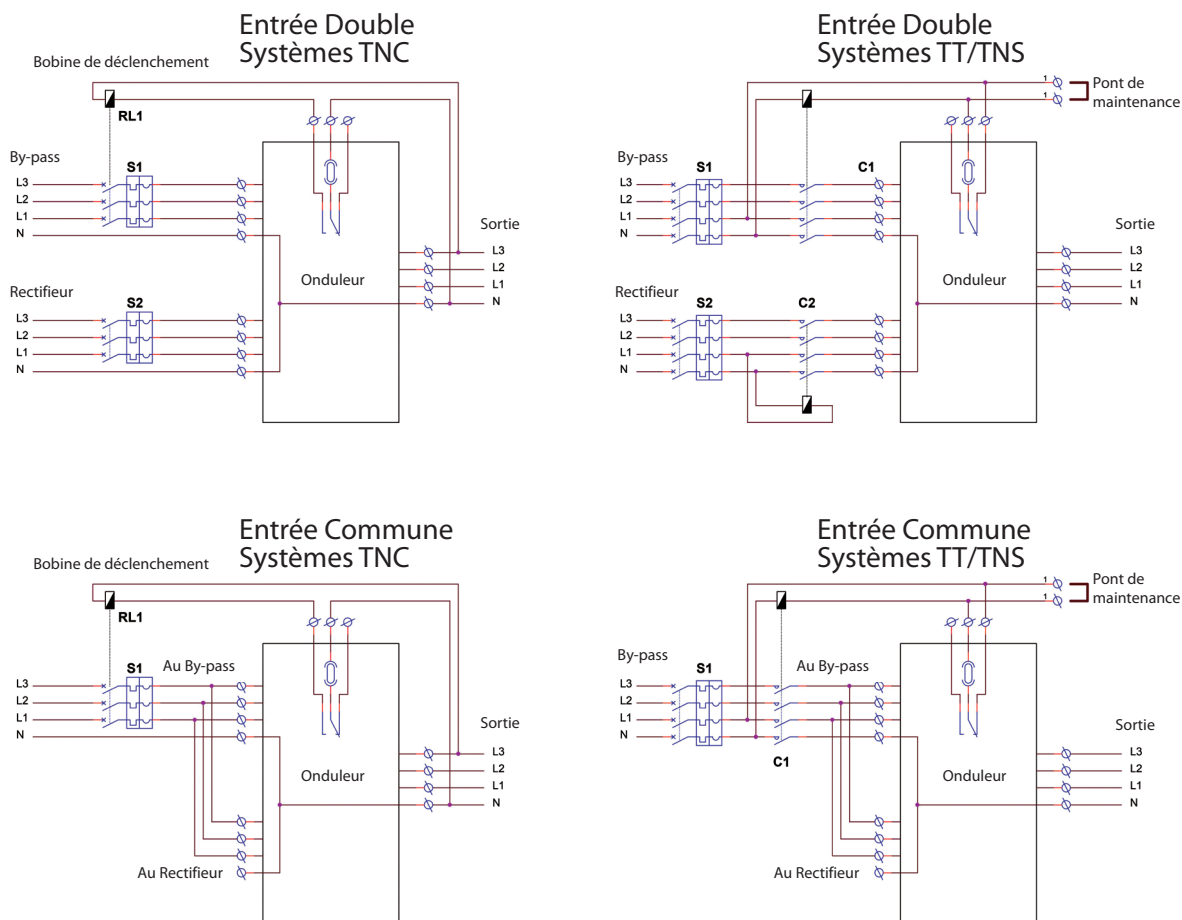 Entrée Double
Systèmes TNC
Bobine de déclenchement
RL1
By-pass
S1
L3
L2
L1
N
Sortie
L3
L2
L1
N
Onduleur
Rectifieur
S2
L3
L2
L1
N
Entrée Double
Systèmes TT/TNS
1
1
Pont de
maintenance
By-pass
S1
C1
L3
L2
L1
N
Sortie
L3
L2
L1
N
Onduleur
Rectifieur
S2
C2
L3
L2
L1
N
Entrée Commune
Systèmes TNC
Bobine de déclenchement
RL1
S1
Au By-pass
L3
L2
L1
N
Sortie
L3
L2
L1
N
Onduleur
Au Rectifieur
Entrée Commune
Systèmes TT/TNS
1
1
Pont de
maintenance
By-pass
S1
Au By-pass
L3
L2
L1
N
C1
Sortie
L3
L2
L1
N
Onduleur
Au Rectifieur